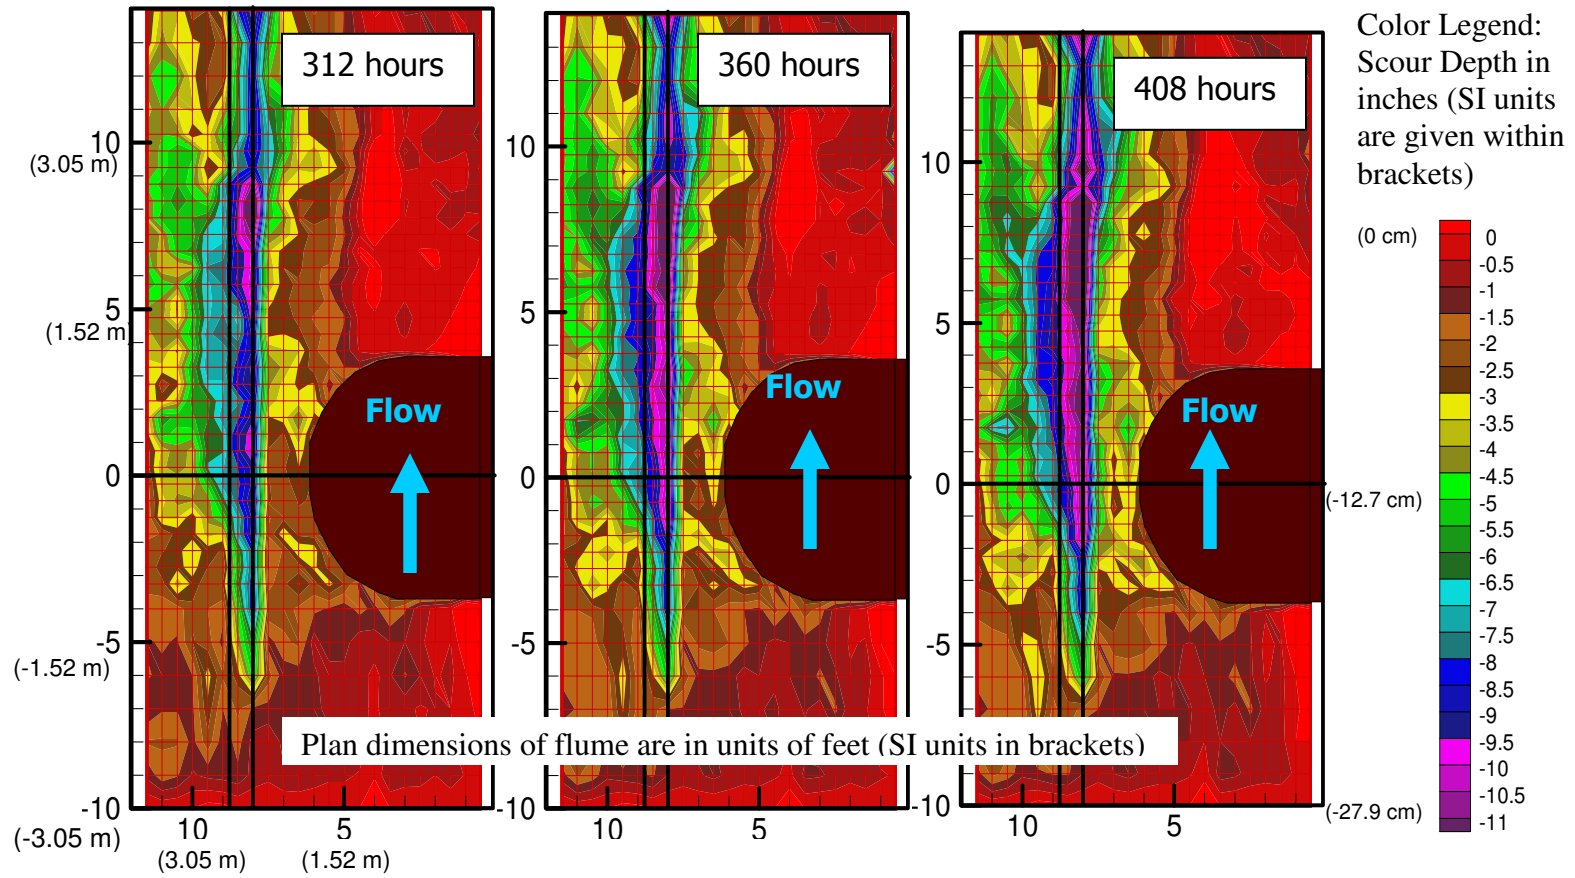 312 hours
360 hours
408 hours
Color Legend:
Scour Depth in
inches (SI units
are given within
brackets)
(0 cm)
0
-0.5
-1
-1.5
-2
-2.5
-3
-3.5
-4
-4.5
-5
-5.5
-6
-6.5
-7
-7.5
-8
-8.5
-9
-9.5
-10
-10.5
-11
(-12.7 cm)
(-27.9 cm)
10
(3.05 m)
5
(1.52 m)
0
-5
(-1.52 m)
-10
(-3.05 m)
10
5
(3.05 m)
(1.52 m)
Flow
10
5
0
-5
-10
10
5
Flow
10
5
0
-5
-10
10
5
Flow
Plan dimensions of flume are in units of feet (SI units in brackets)